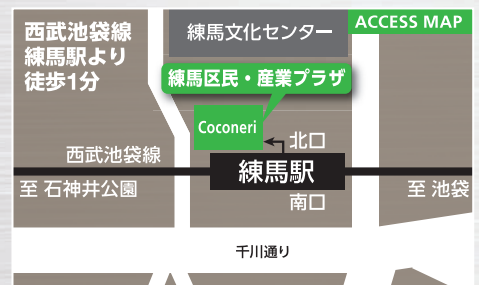 西武池袋線
練馬駅より
徒歩1分
練馬文化センター
ACCESS MAP
練馬区民・産業プラザ
Coconeri
北口
西武池袋線
練馬駅
至 石神井公園
至 池袋
南口
千川通り